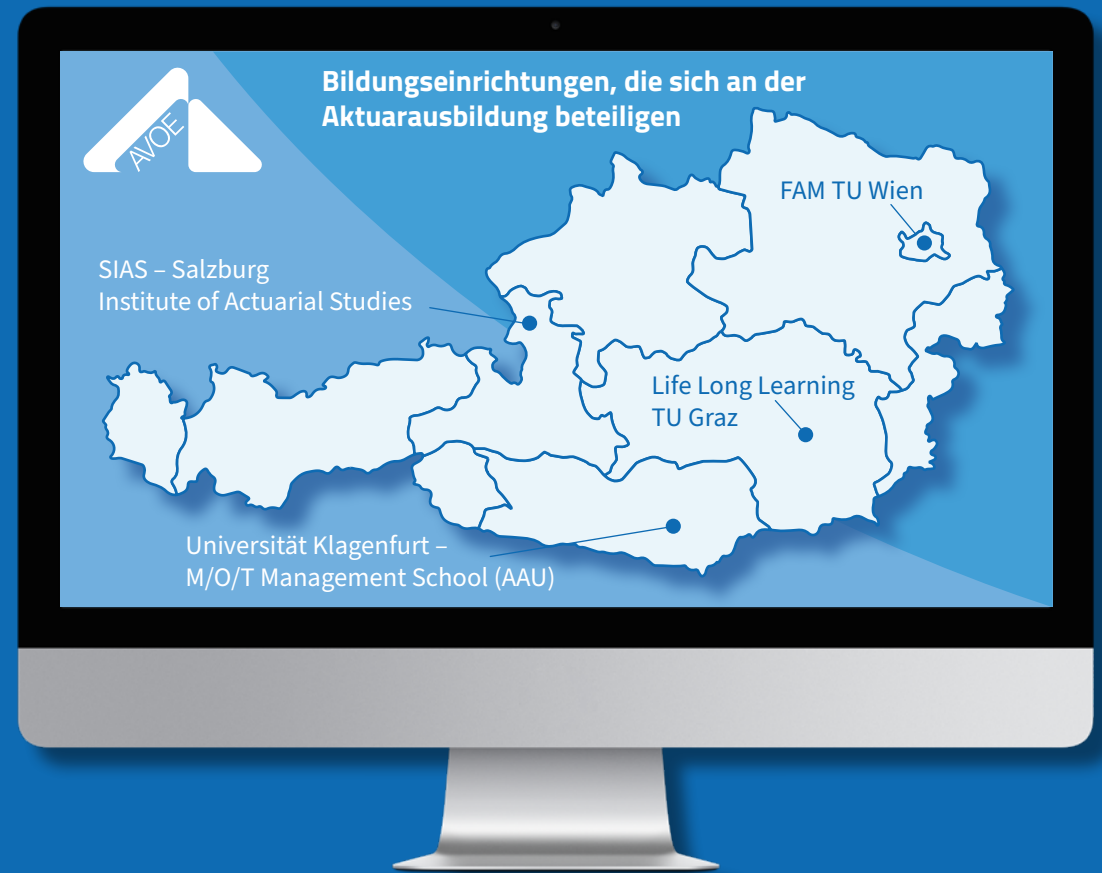 AVOE
Bildungseinrichtungen, die sich an der
Aktuarausbildung beteiligen
FAM TU Wien
SIAS – Salzburg
Institute of Actuarial Studies
Life Long Learning
TU Graz
Universität Klagenfurt –
M/O/T Management School (AAU)